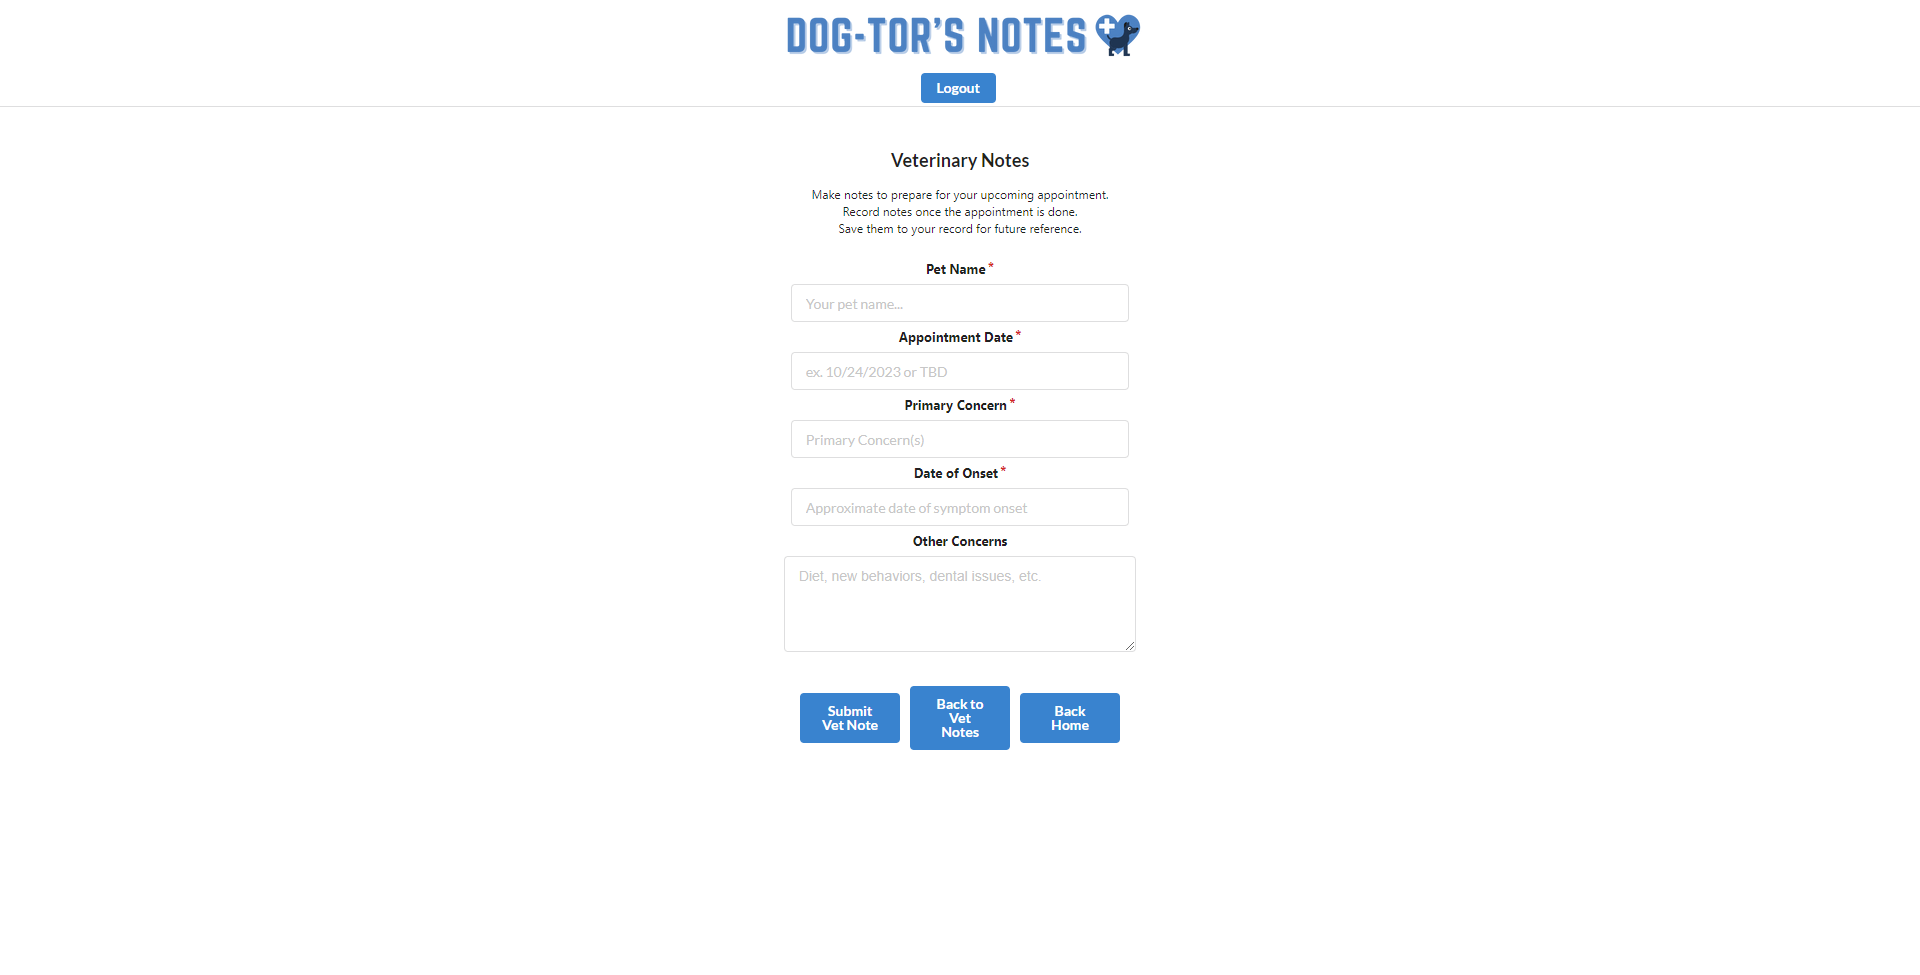 DOG-TOR'S NOTES
Logout
Veterinary Notes
Make notes to prepare for your upcoming appointment.
Record notes once the appointment is done.
Save them to your record for future reference.
Pet Name*
Your pet name...
Appointment Date*
ex. 10/24/2023 or TBD
Primary Concern*
Primary Concern(s)
Date of Onset*
Approximate date of symptom onset
Other Concerns
Diet, new behaviors, dental issues, etc.
Submit
Vet Note
Back to
Vet
Notes
Back
Home